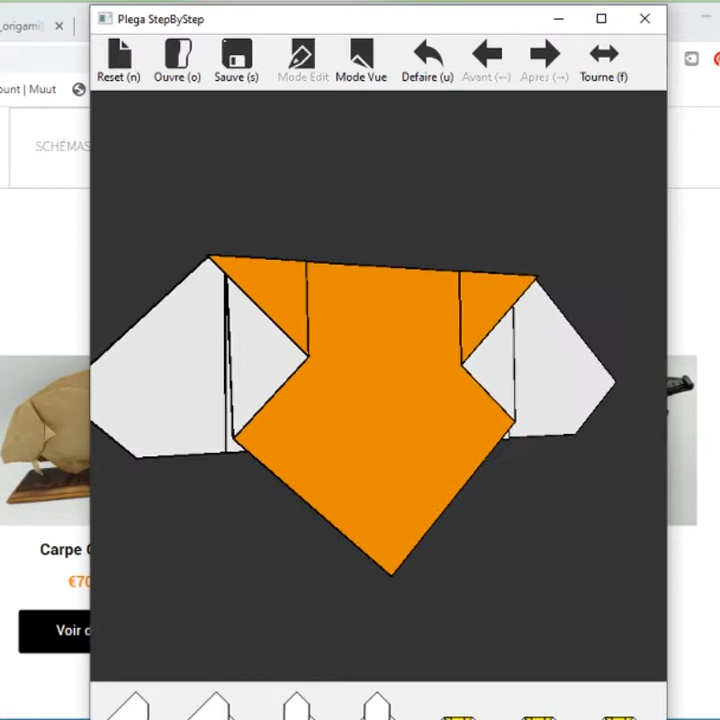 Plega StepByStep
_origami|
Reset (n) Ouvre (o) Sauve (s) Mode Edit Mode Vue Defaire (u) Avant (←) Apres (→) Tourne (f)
ount | Muut
SCHÉMAS
Carpe
€70
Voir